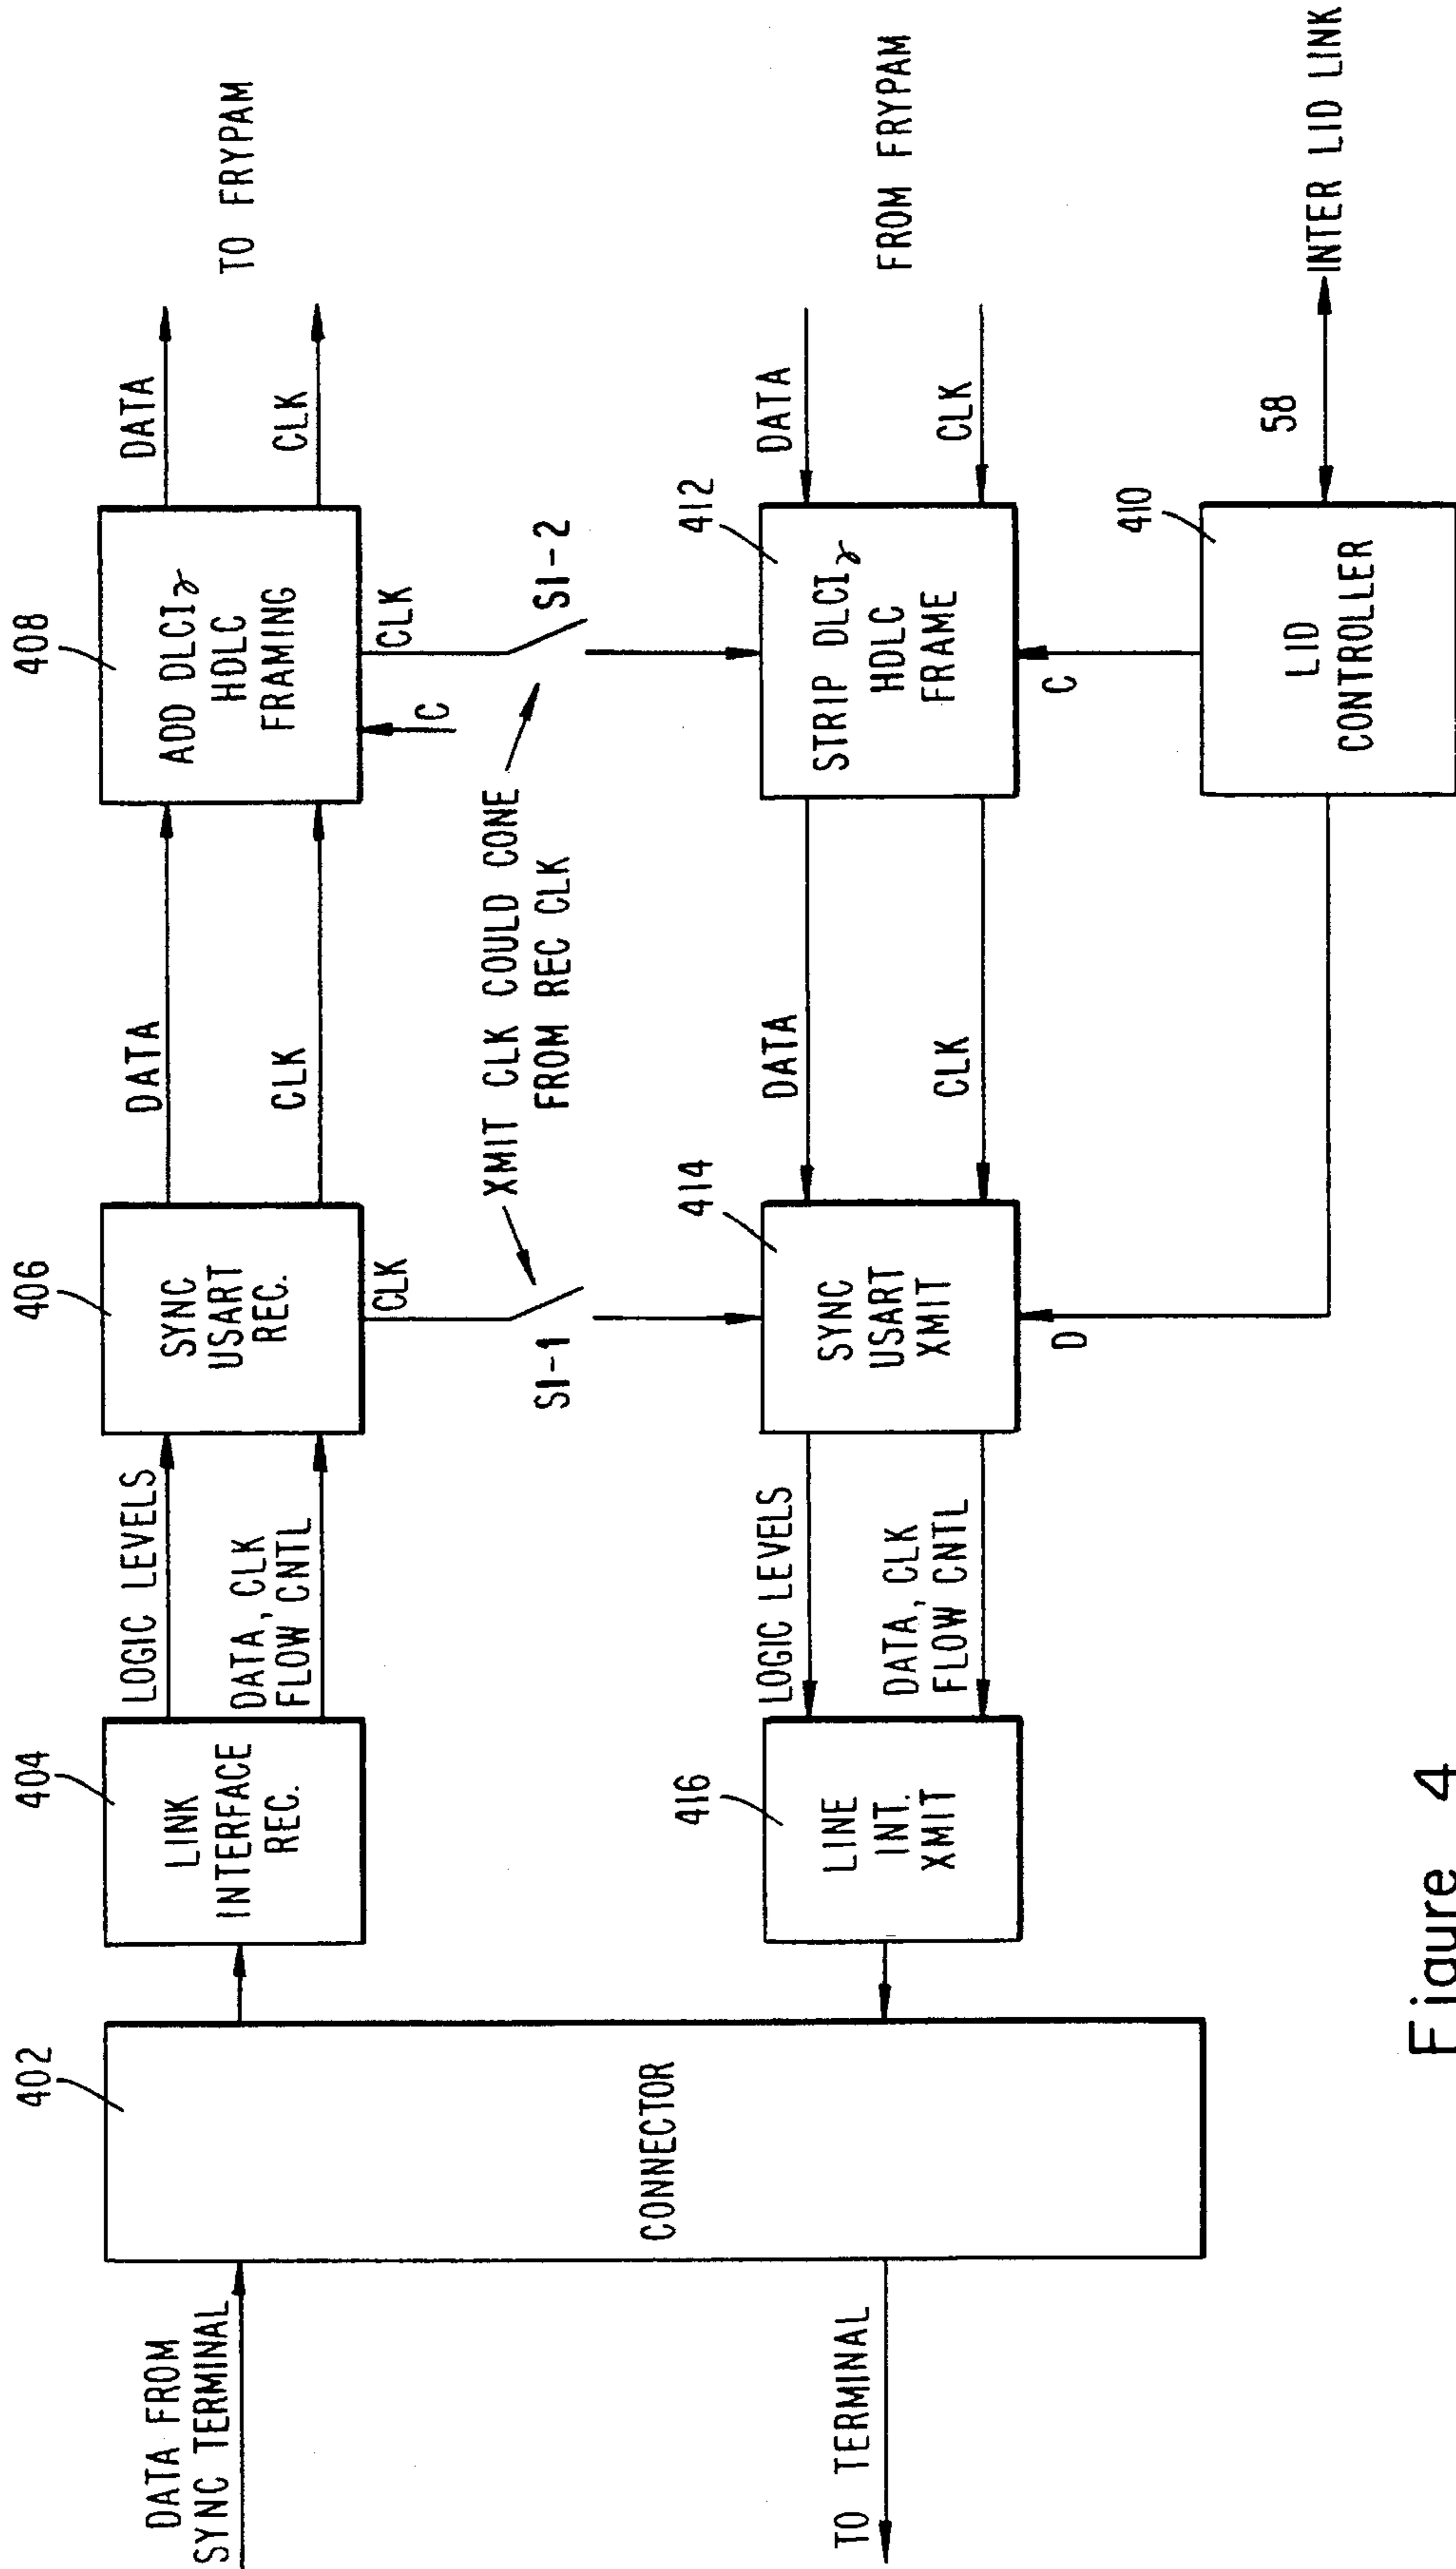 402
404
406
408
DATA FROM
SYNC TERMINAL
CONNECTOR
LINK
INTERFACE
REC.
LOGIC LEVELS
DATA, CLK
FLOW CNTL
SYNC
USART
REC.
DATA
CLK
ADD DLCI,
HDLC
FRAMING
DATA
CLK
TO FRYPAM
CLK
S1-1
XMIT CLK COULD CONE
FROM REC CLK
CLK
S1-2
C
TO TERMINAL
416
LINE
INT.
XMIT
LOGIC LEVELS
DATA, CLK
FLOW CNTL
414
SYNC
USART
XMIT
D
DATA
CLK
412
STRIP DLCI,
HDLC
FRAME
DATA
CLK
FROM FRYPAM
C
410
LID
CONTROLLER
58
INTER LID LINK
Figure 4